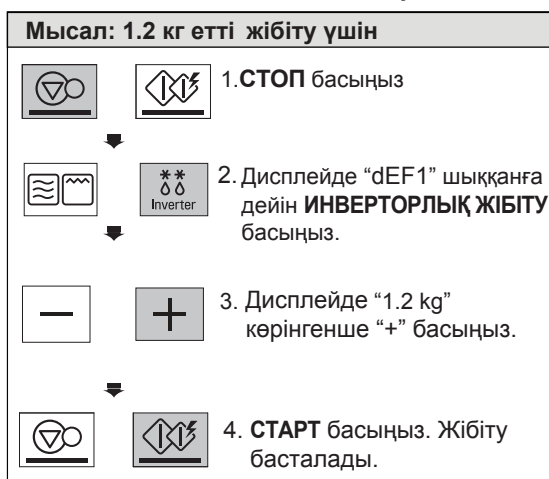 Мысал: 1.2 кг етті жібіту үшін
1.СТОП басыңыз
2. Дисплейде “dEF1” шыққанға
дейін ИНВЕРТОРЛЫҚ ЖІБІТУ
басыңыз.
Inverter
3. Дисплейде “1.2 kg”
көрінгенше “+” басыңыз.
4. СТАРТ басыңыз. Жібіту
басталады.